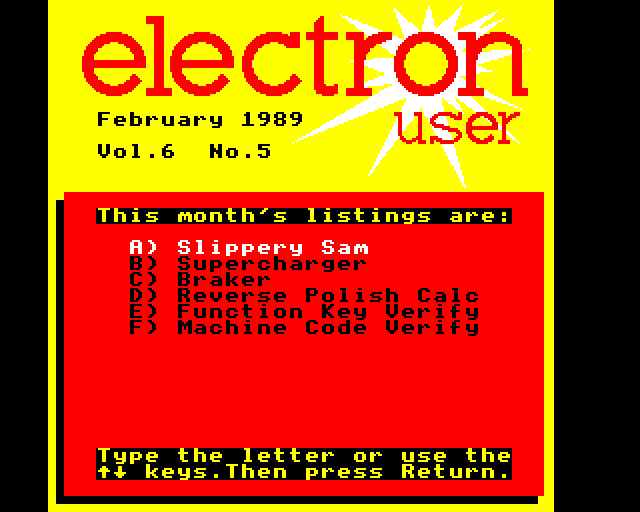 electron
user
February 1989
Vol.6 No.5
This month's listings are:
A) Slippery Sam
B) Supercharger
C) Braker
D) Reverse Polish Calc
E) Function Key Verify
F) Machine Code Verify
Type the letter or use the
↑↓ keys.Then press Return.